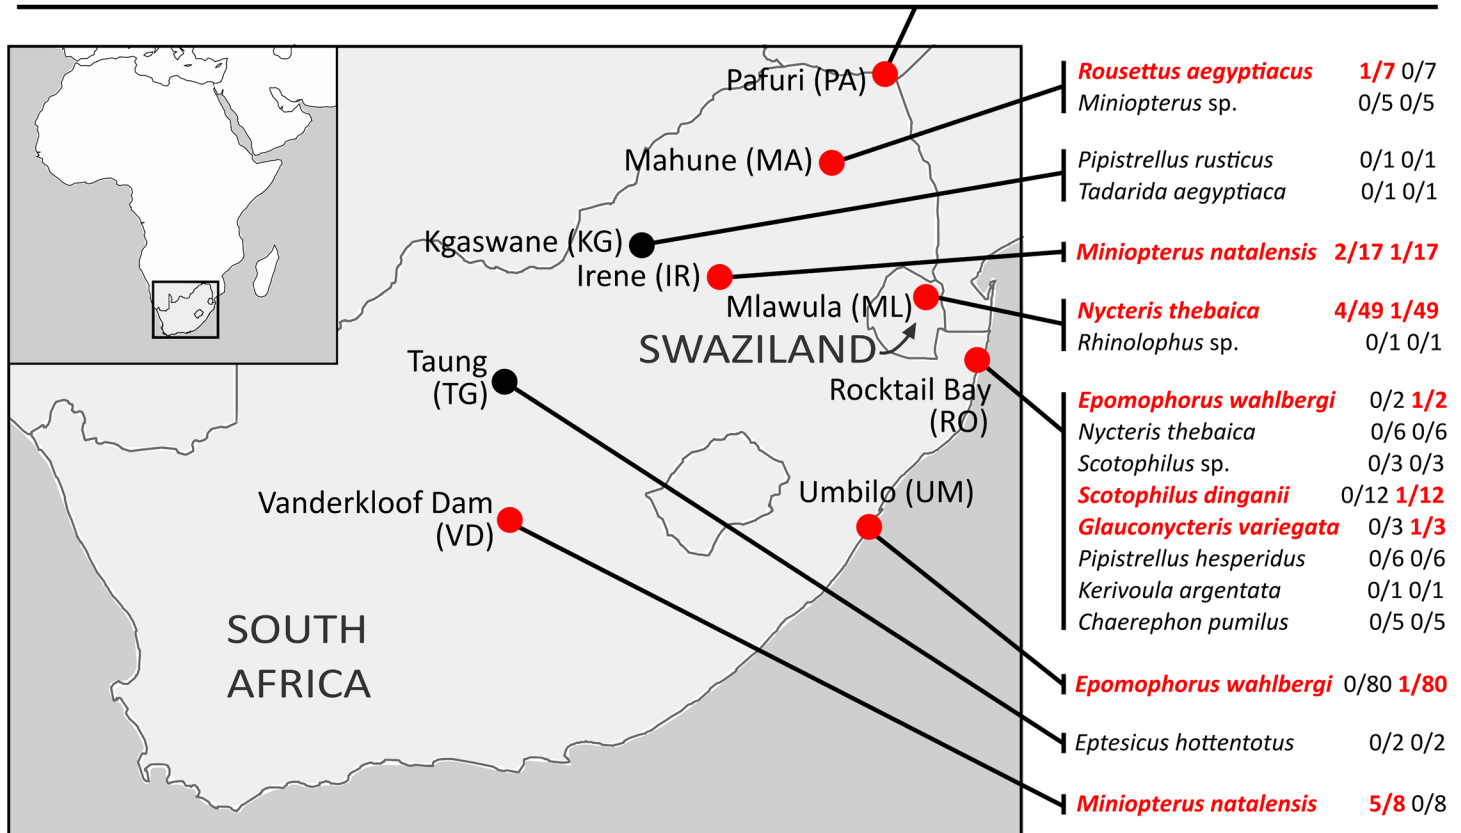 Pafuri (PA)
Mahune (MA)
Kgaswane (KG)
Irene (IR)
Mlawula (ML)
SWAZILAND
Taung
(TG)
Rocktail Bay
(RO)
Vanderkloof Dam
(VD)
Umbilo (UM)
SOUTH
AFRICA
Rousettus aegyptiacus 1/7 0/7
Miniopterus sp. 0/5 0/5
Pipistrellus rusticus 0/1 0/1
Tadarida aegyptiaca 0/1 0/1
Miniopterus natalensis 2/17 1/17
Nycteris thebaica 4/49 1/49
Rhinolophus sp. 0/1 0/1
Epomophorus wahlbergi 0/2 1/2
Nycteris thebaica 0/6 0/6
Scotophilus sp. 0/3 0/3
Scotophilus dinganii 0/12 1/12
Glauconycteris variegata 0/3 1/3
Pipistrellus hesperidus 0/6 0/6
Kerivoula argentata 0/1 0/1
Chaerephon pumilus 0/5 0/5
Epomophorus wahlbergi 0/80 1/80
Eptesicus hottentotus 0/2 0/2
Miniopterus natalensis 5/8 0/8